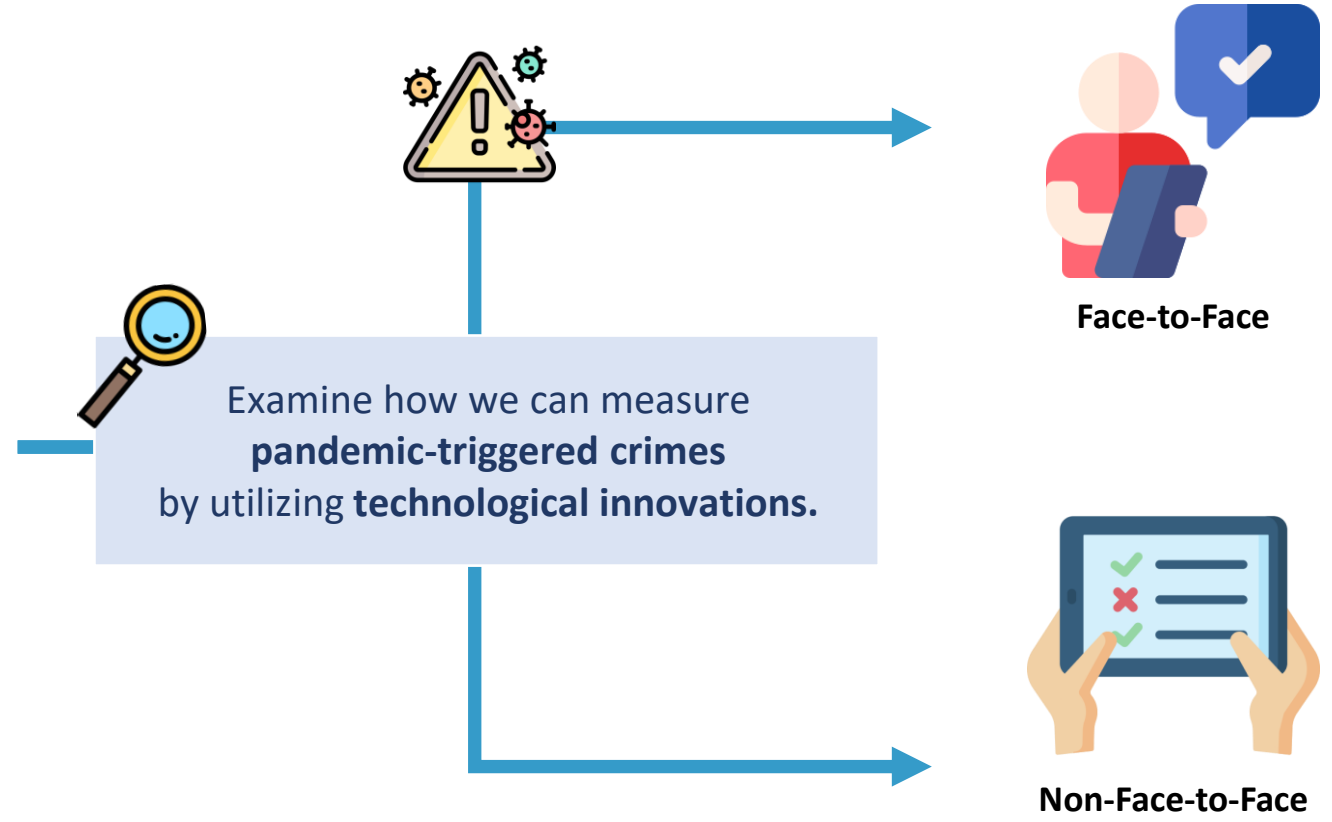 Face-to-Face
Examine how we can measure
pandemic-triggered crimes
by utilizing technological innovations.
Non-Face-to-Face